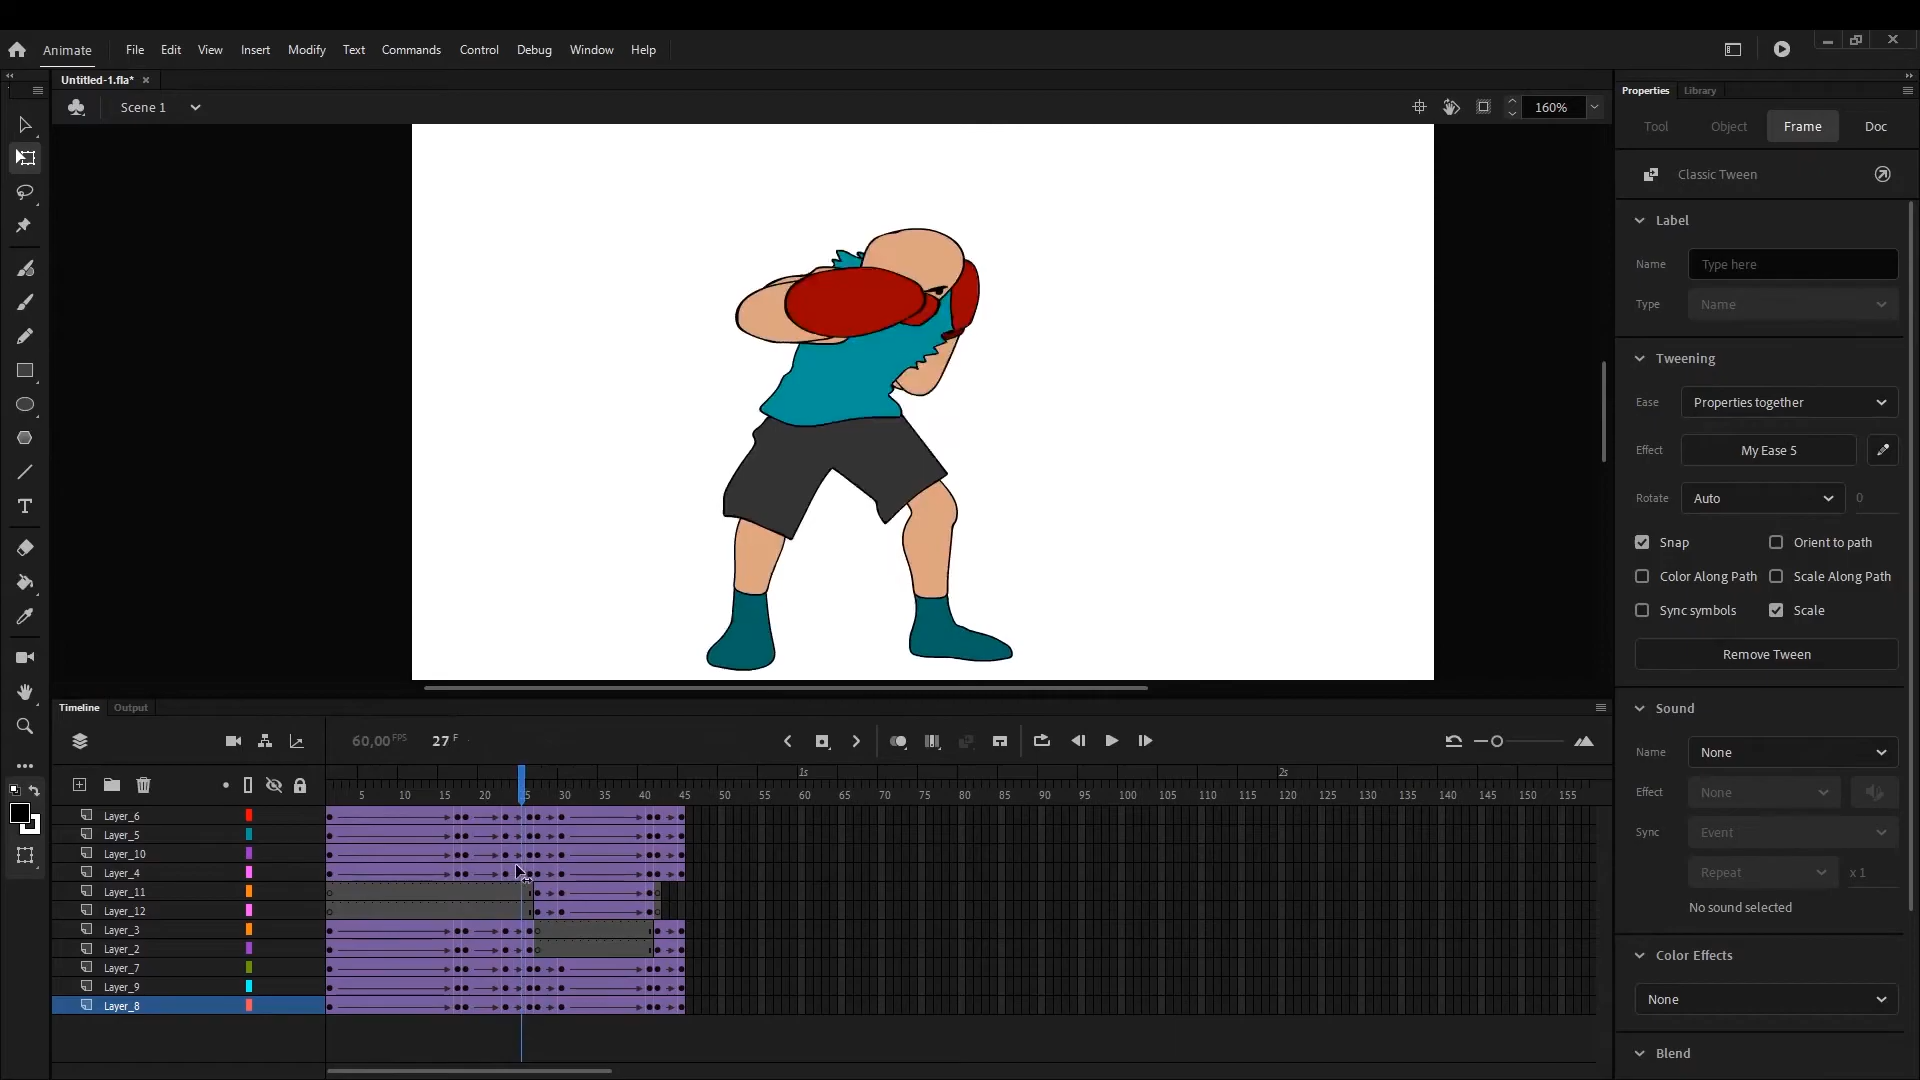 Animate File Edit View Insert Modify Text Commands Control Debug Window Help
Untitled-1.fla*
Scene 1
160%
Properties Library
Tool Object Frame Doc
Classic Tween
Label
Name Type here
Type Name
Tweening
Ease Properties together
Effect My Ease 5
Rotate Auto 0
Snap Orient to path
Color Along Path Scale Along Path
Sync symbols Scale
Remove Tween
Sound
Name None
Effect None
Sync Event
Repeat x 1
No sound selected
Color Effects
None
Blend
Timeline Output
60,00 FPS 27 F
1s 2s
5 10 15 20 25 30 35 40 45 50 55 60 65 70 75 80 85 90 95 100 105 110 115 120 125 130 135 140 145 150 155
Layer_6
Layer_5
Layer_10
Layer_4
Layer_11
Layer_12
Layer_3
Layer_2
Layer_7
Layer_9
Layer_8